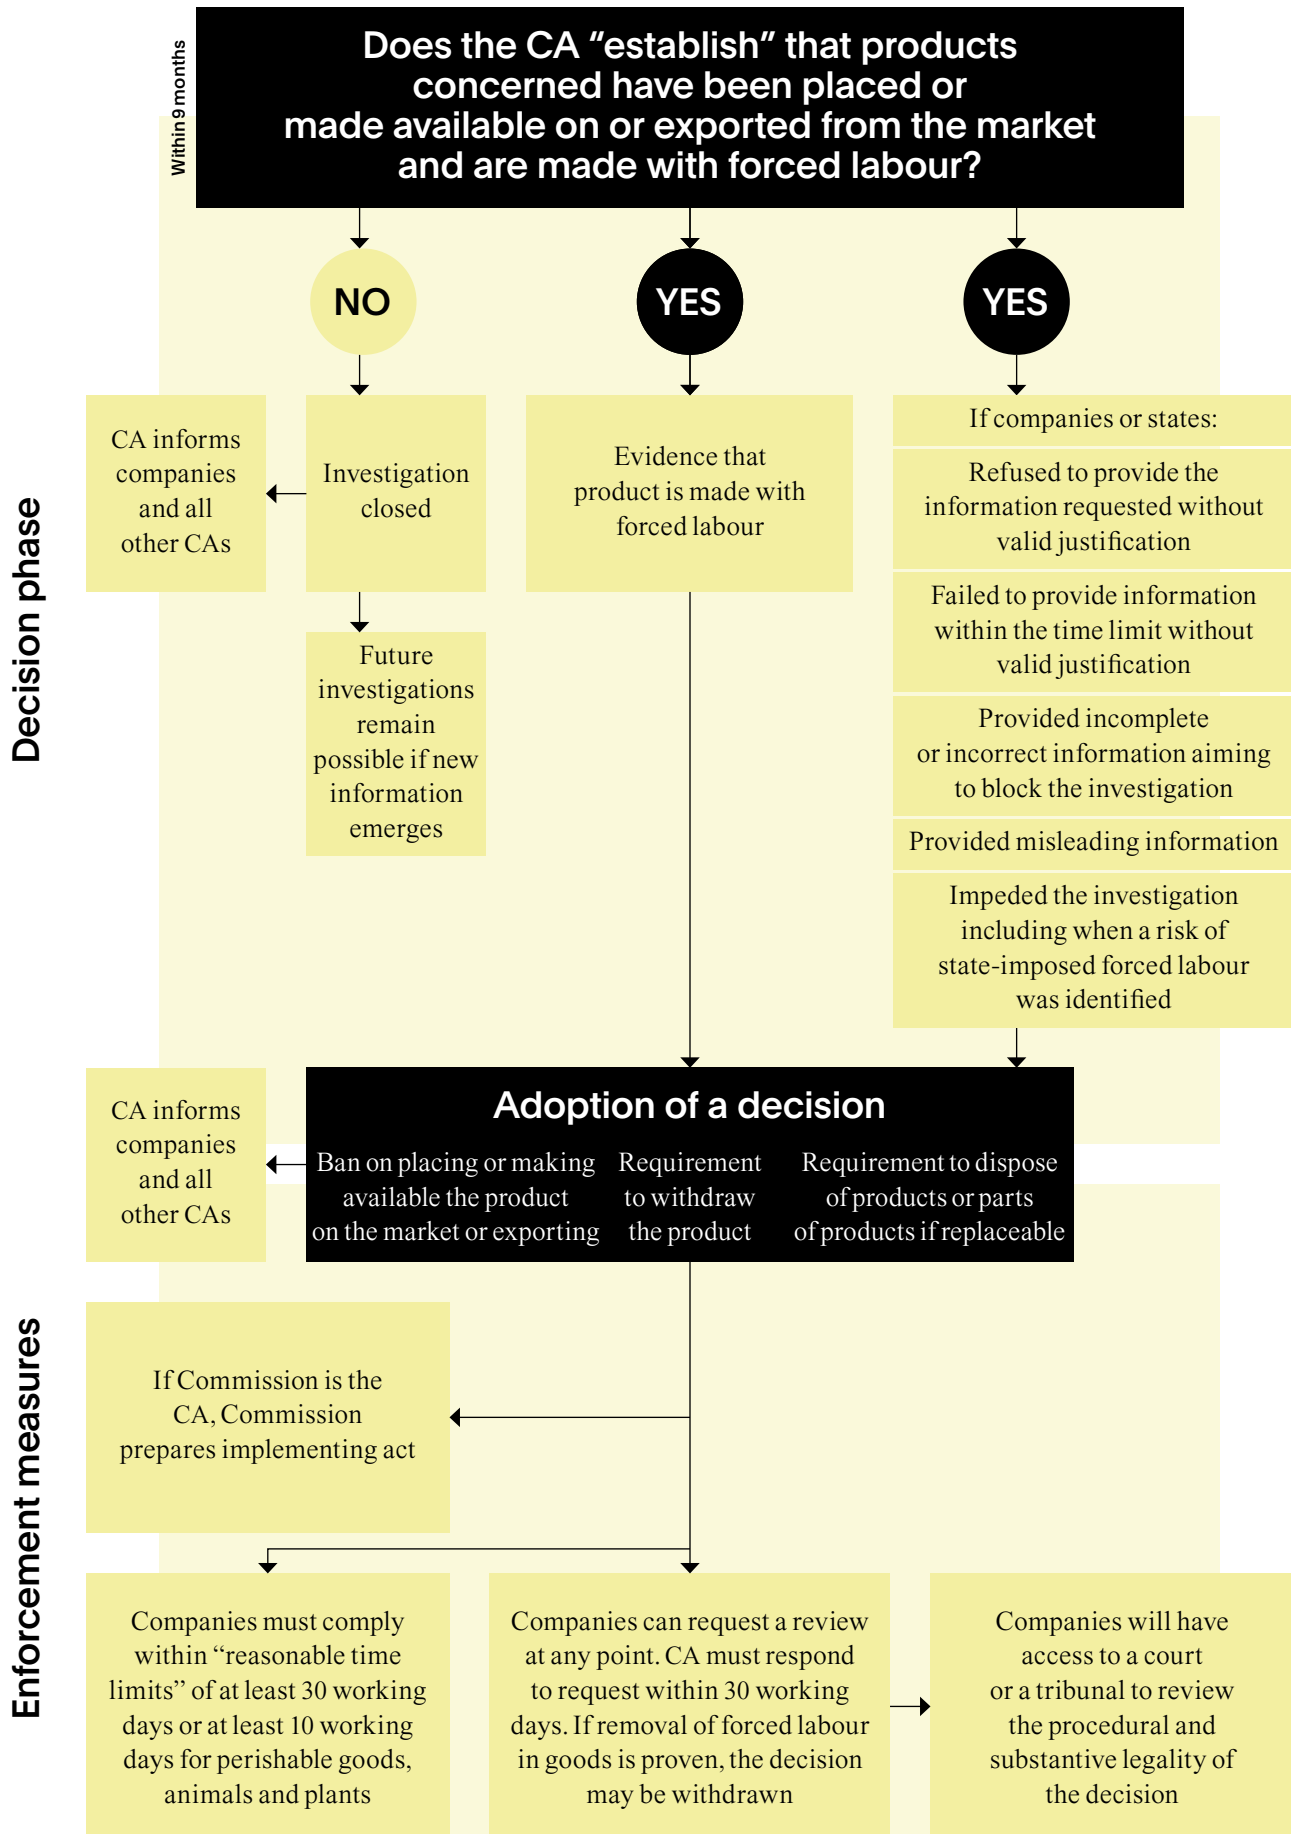 Within 9 months
Does the CA “establish” that products
concerned have been placed or
made available on or exported from the market
and are made with forced labour?
NO
YES
YES
Decision phase
CA informs
companies
and all
other CAs
Investigation
closed
Future
investigations
remain
possible if new
information
emerges
Evidence that
product is made with
forced labour
If companies or states:
Refused to provide the
information requested without
valid justification
Failed to provide information
within the time limit without
valid justification
Provided incomplete
or incorrect information aiming
to block the investigation
Provided misleading information
Impeded the investigation
including when a risk of
state-imposed forced labour
was identified
CA informs
companies
and all
other CAs
Adoption of a decision
Ban on placing or making
available the product
on the market or exporting
Requirement
to withdraw
the product
Requirement to dispose
of products or parts
of products if replaceable
Enforcement measures
If Commission is the
CA, Commission
prepares implementing act
Companies must comply
within “reasonable time
limits” of at least 30 working
days or at least 10 working
days for perishable goods,
animals and plants
Companies can request a review
at any point. CA must respond
to request within 30 working
days. If removal of forced labour
in goods is proven, the decision
may be withdrawn
Companies will have
access to a court
or a tribunal to review
the procedural and
substantive legality of
the decision